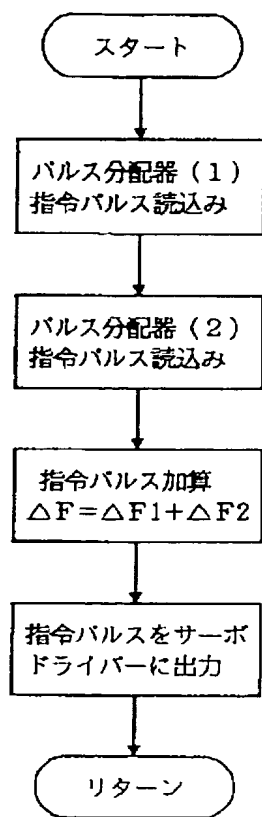 スタート
パルス分配器(1)
指令パルス読込み
パルス分配器(2)
指令パルス読込み
指令パルス加算
△F=△F1+△F2
指令パルスをサーボ
ドライバーに出力
リターン